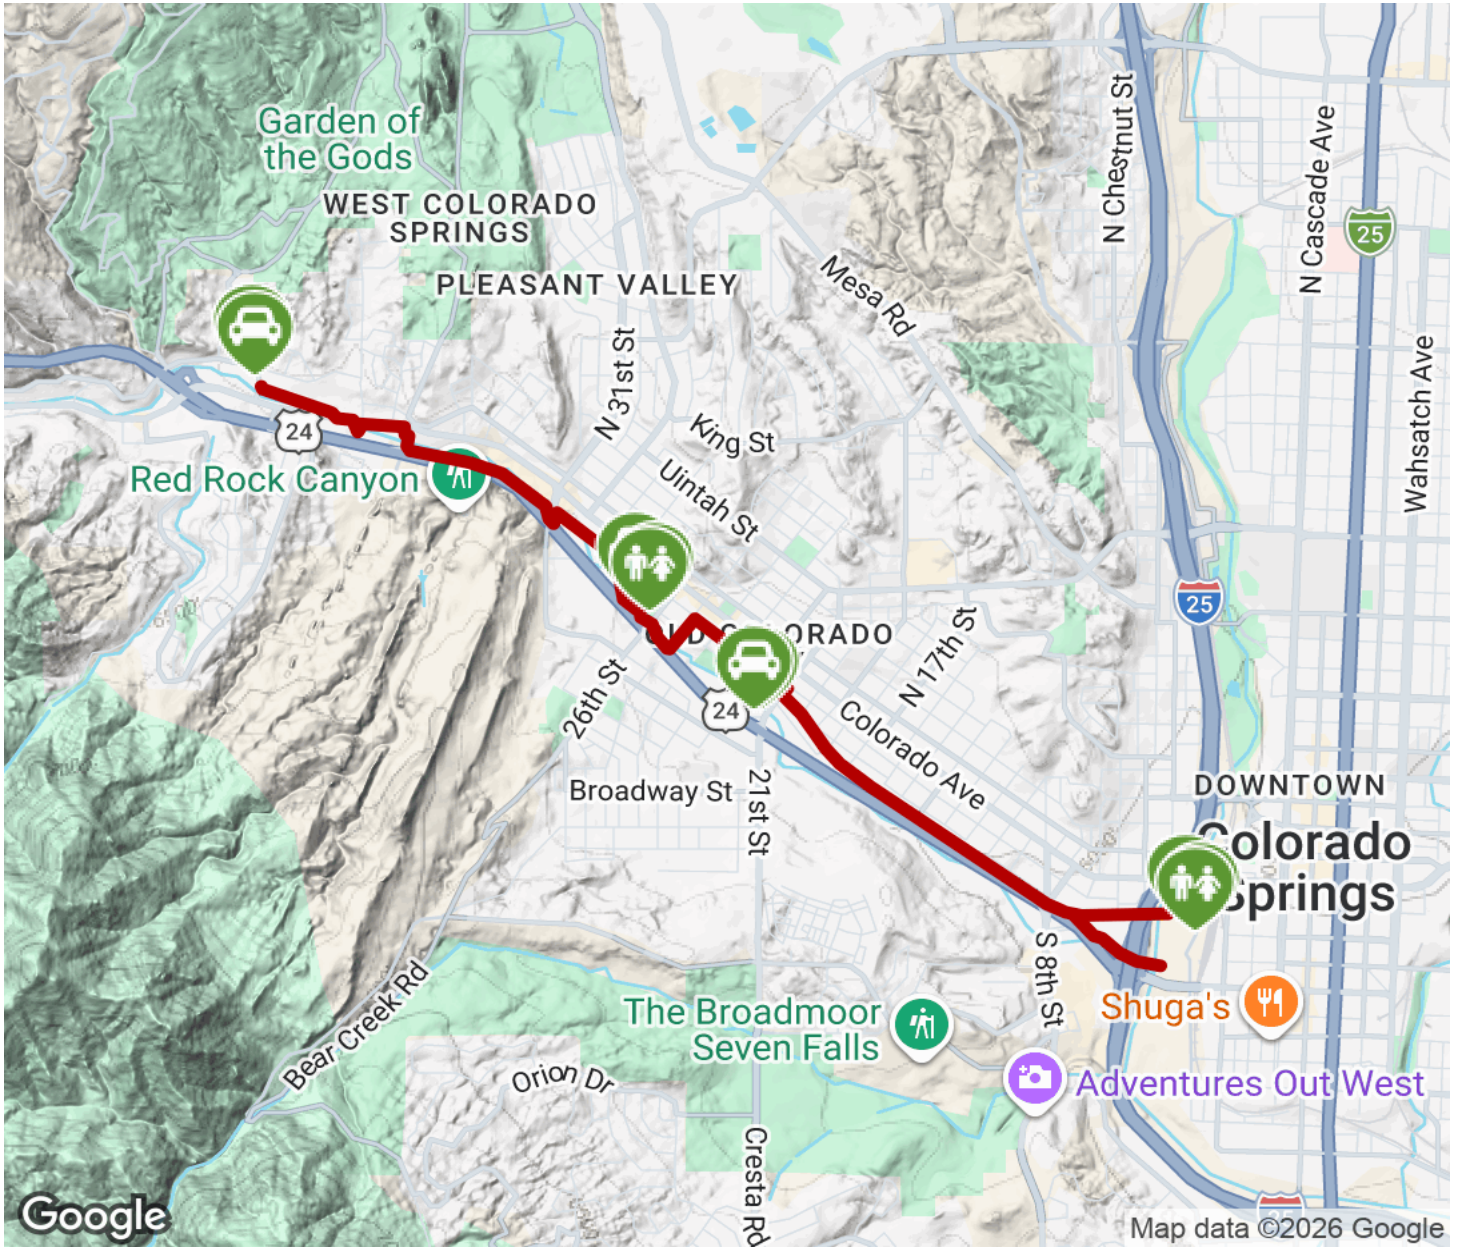 Garden of
the Gods
WEST COLORADO
SPRINGS
PLEASANT VALLEY
N 31st St
Mesa Rd
N Chestnut St
N Cascade Ave
25
Wahsatch Ave
King St
Uintah St
24
Red Rock Canyon
25
26th St
24
N 17th St
Colorado Ave
Broadway St
21st St
DOWNTOWN
Colorado
Springs
S 8th St
Shuga's
The Broadmoor
Seven Falls
Adventures Out West
Bear Creek Rd
Orion Dr
Cresta Rd
Google
Map data ©2026 Google